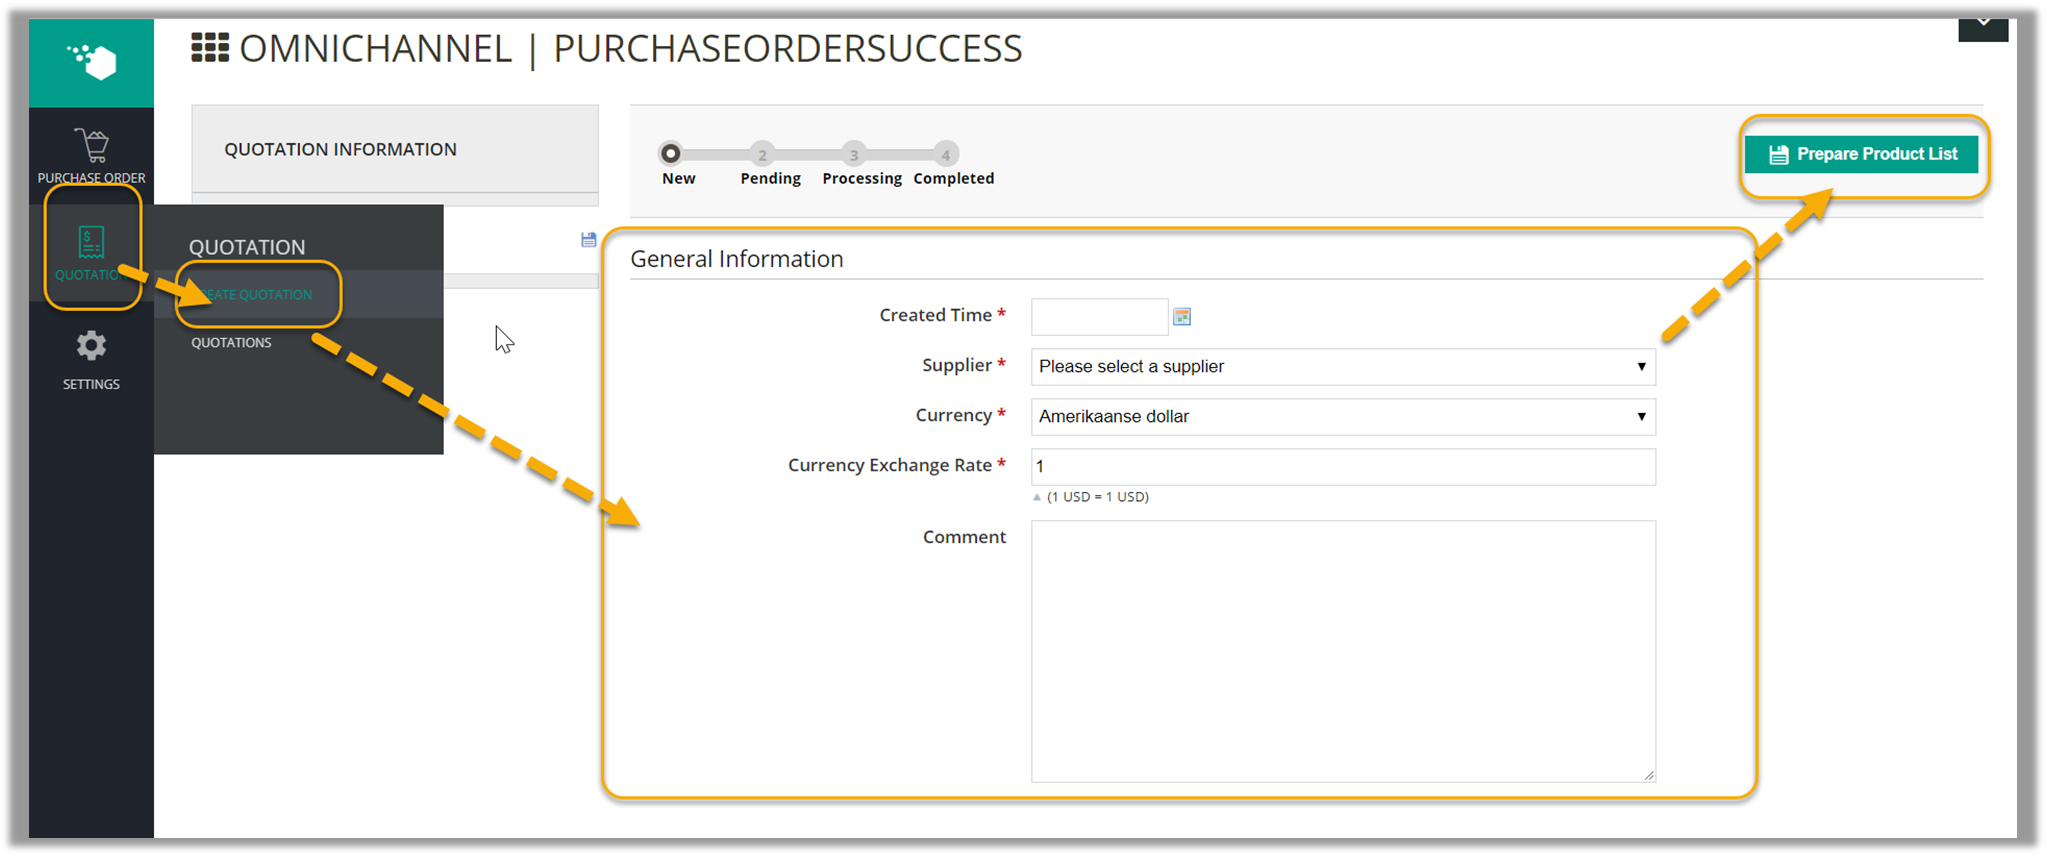 OMNICHANNEL | PURCHASEORDERSUCCESS
PURCHASE ORDER
QUOTATION
SETTINGS
QUOTATION INFORMATION
QUOTATION
CREATE QUOTATION
QUOTATIONS
2 3 4
New Pending Processing Completed
Prepare Product List
General Information
Created Time *
Supplier * Please select a supplier
Currency * Amerikaanse dollar
Currency Exchange Rate * 1
(1 USD = 1 USD)
Comment